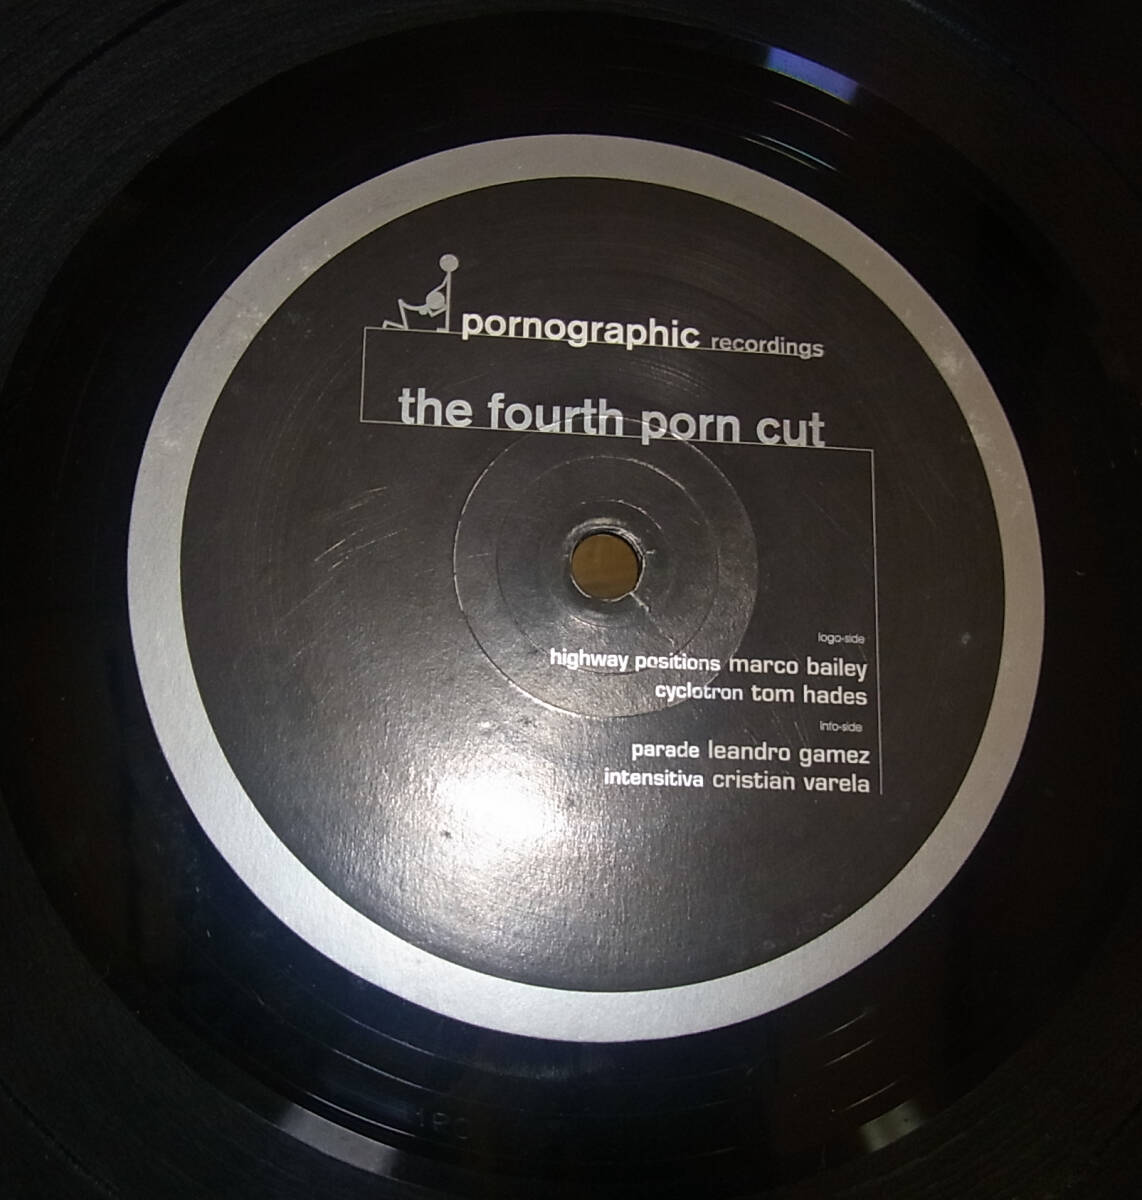 pornographic recordings
the fourth porn cut
logo-side
highway positions marco bailey
cyclotron tom hades
info-side
parade leandro gamez
intensitiva cristian varela